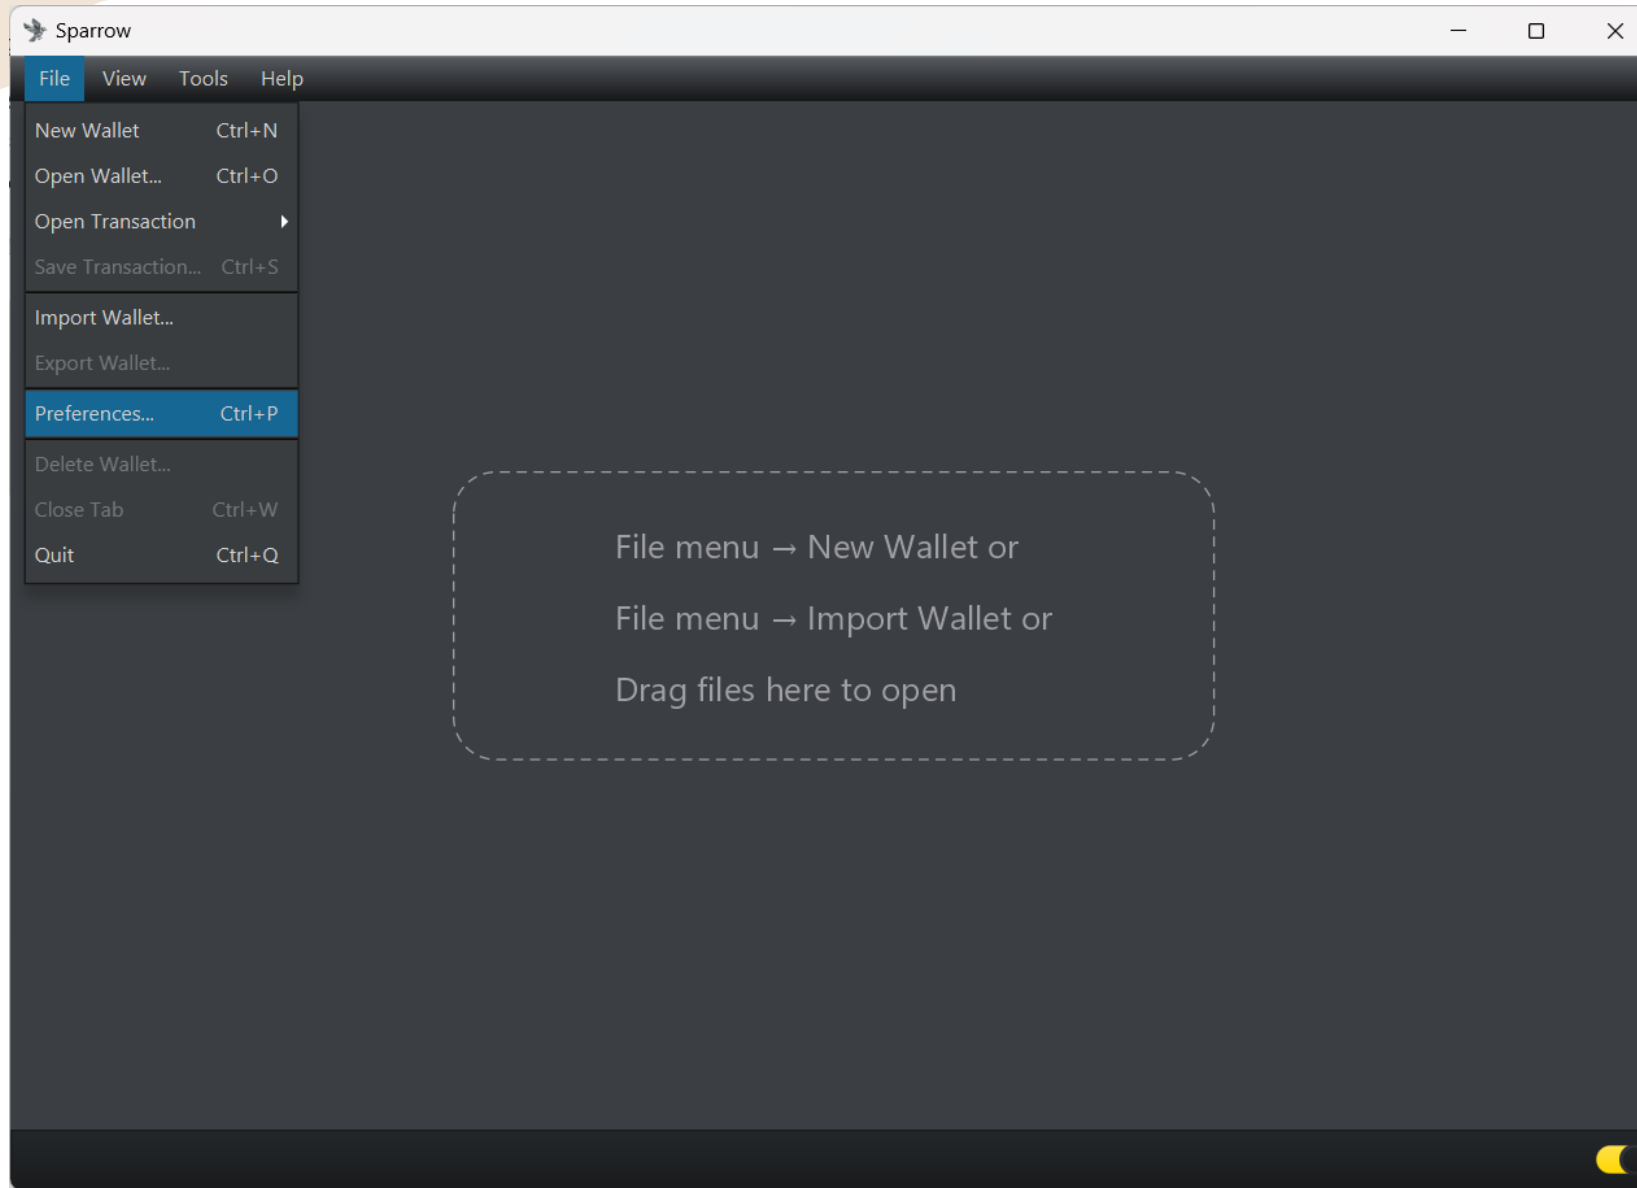 Sparrow
File View Tools Help
New Wallet Ctrl+N
Open Wallet... Ctrl+O
Open Transaction
Save Transaction... Ctrl+S
Import Wallet...
Export Wallet...
Preferences... Ctrl+P
Delete Wallet...
Close Tab Ctrl+W
Quit Ctrl+Q
File menu → New Wallet or
File menu → Import Wallet or
Drag files here to open